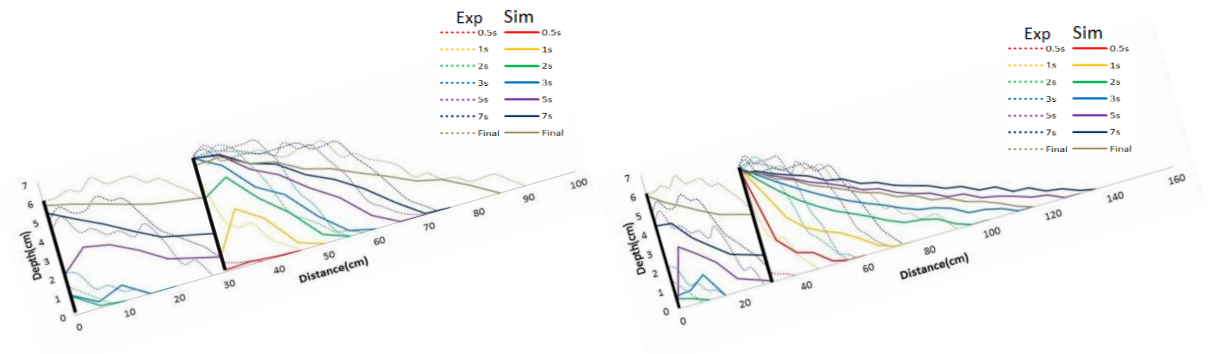 Exp Sim
0.5s 0.5s
1s 1s
2s 2s
3s 3s
5s 5s
7s 7s
Final Final
7
6
5
4
3
2
1
0
Depth(cm)
0 10 20 30 40 50 60 70 80 90 100
Distance(cm)
Exp Sim
0.5s 0.5s
1s 1s
2s 2s
3s 3s
5s 5s
7s 7s
Final Final
7
6
5
4
3
2
1
0
Depth(cm)
0 20 40 60 80 100 120 140 160
Distance(cm)